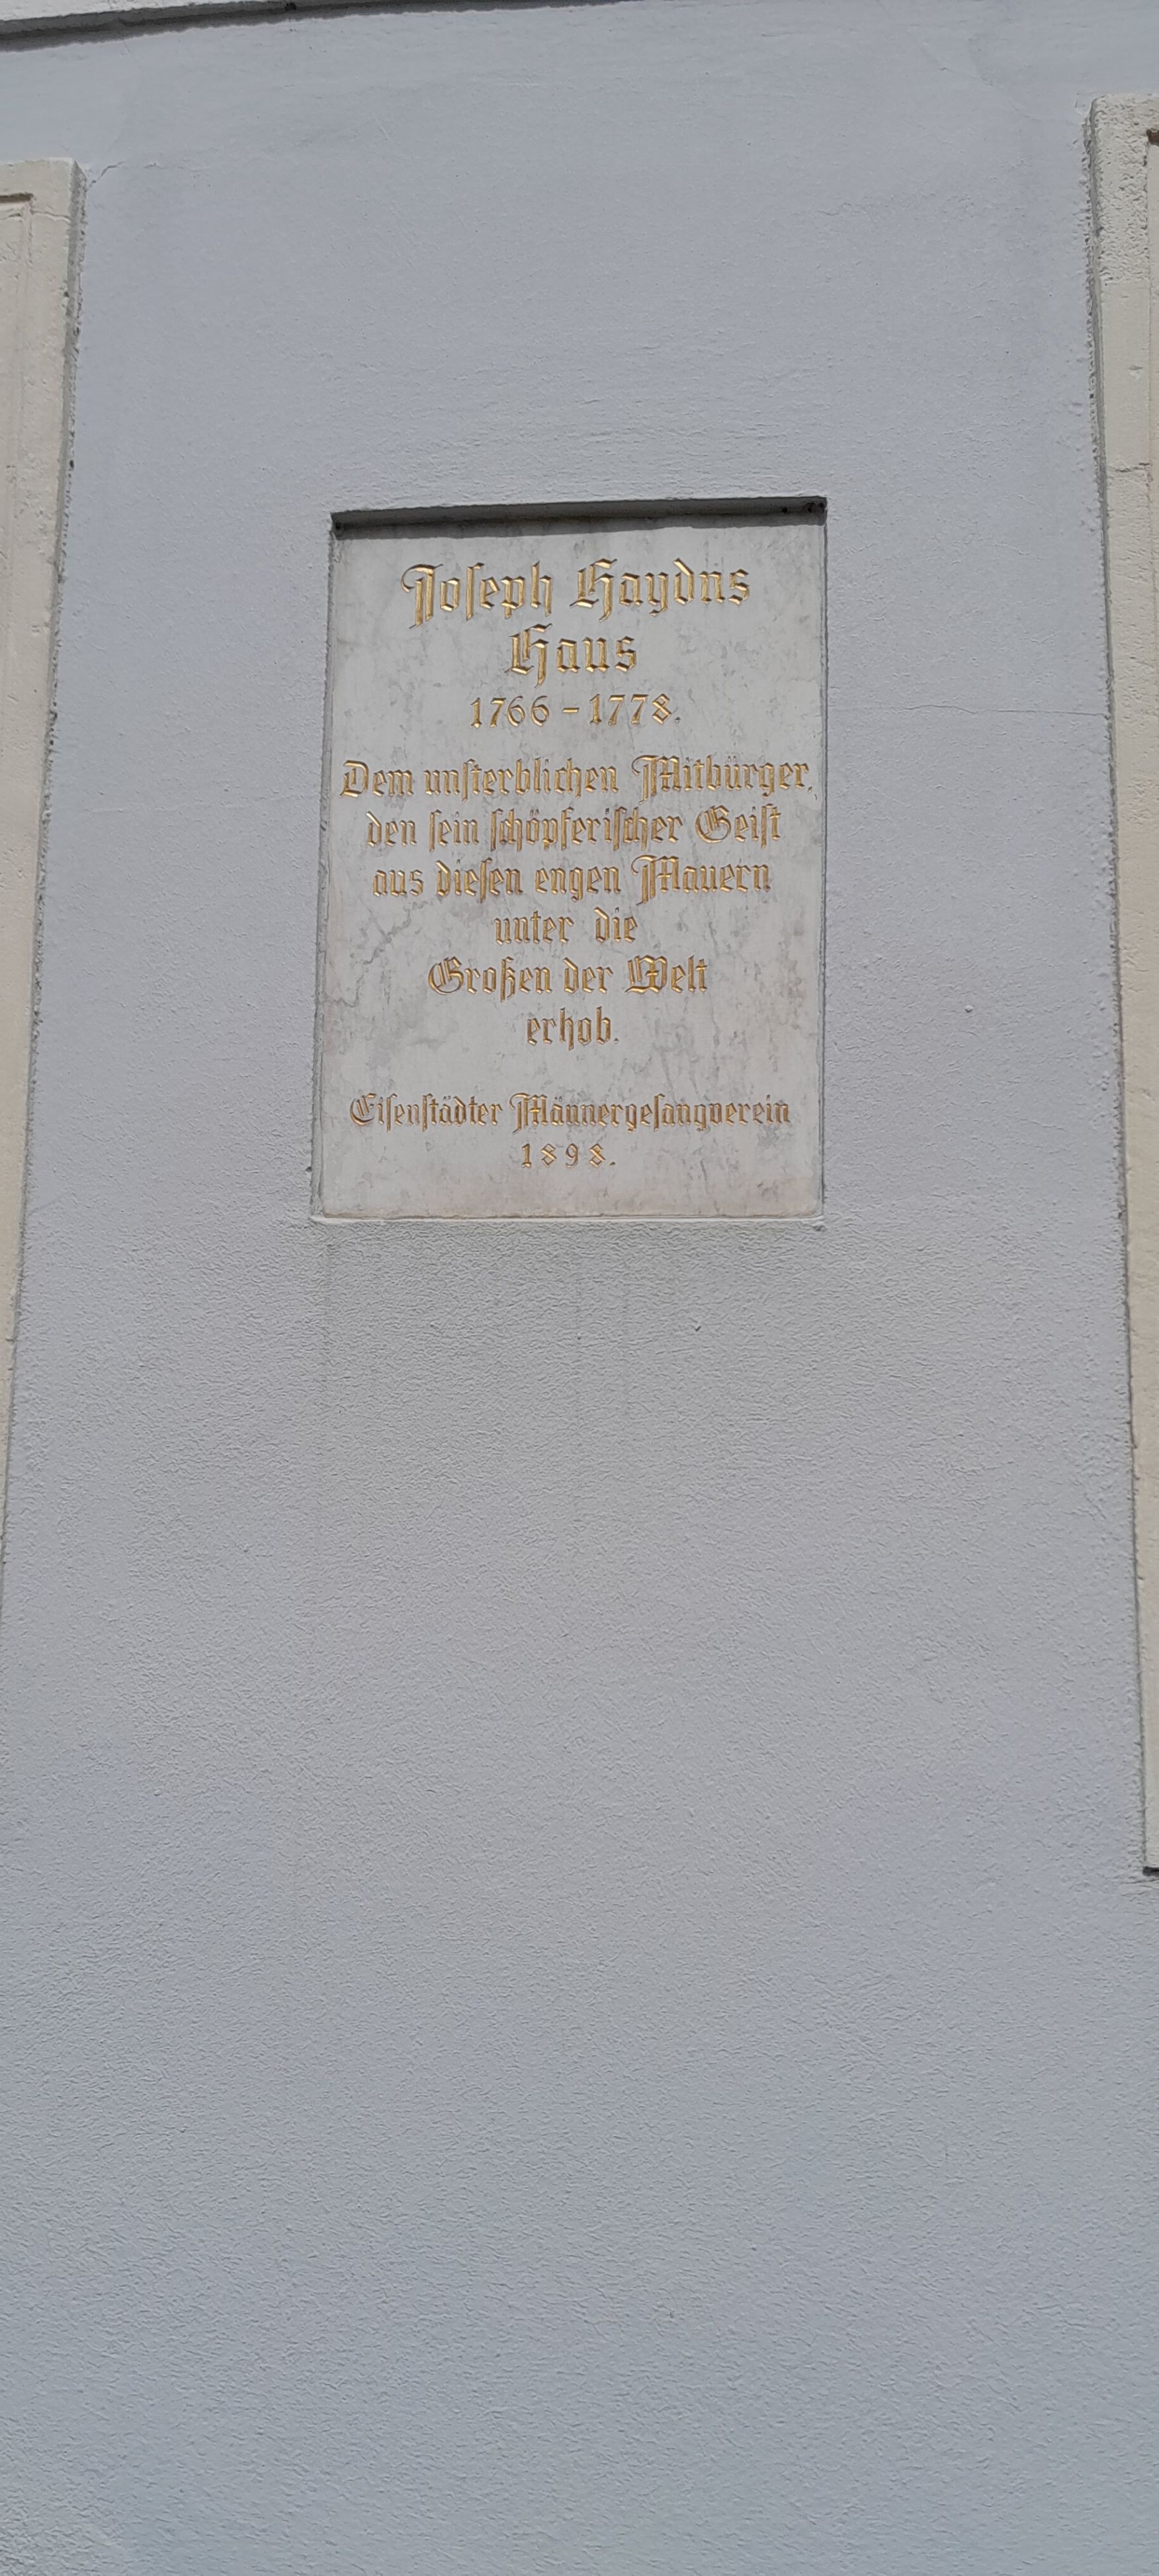 Joſeph Haydns
Haus
1766 – 1778.
Dem unſterblichen Mitbürger,
den ſein ſchöpferiſcher Geiſt
aus dieſen engen Mauern
unter die
Großen der Welt
erhob.
Eiſenſtädter Männergeſangverein
1898.